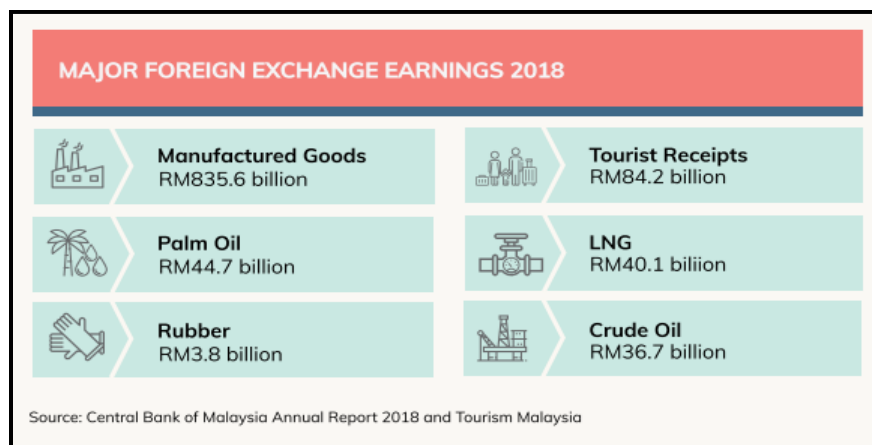 MAJOR FOREIGN EXCHANGE EARNINGS 2018
Manufactured Goods
RM835.6 billion
Tourist Receipts
RM84.2 billion
Palm Oil
RM44.7 billion
LNG
RM40.1 biliion
Rubber
RM3.8 billion
Crude Oil
RM36.7 billion
Source: Central Bank of Malaysia Annual Report 2018 and Tourism Malaysia